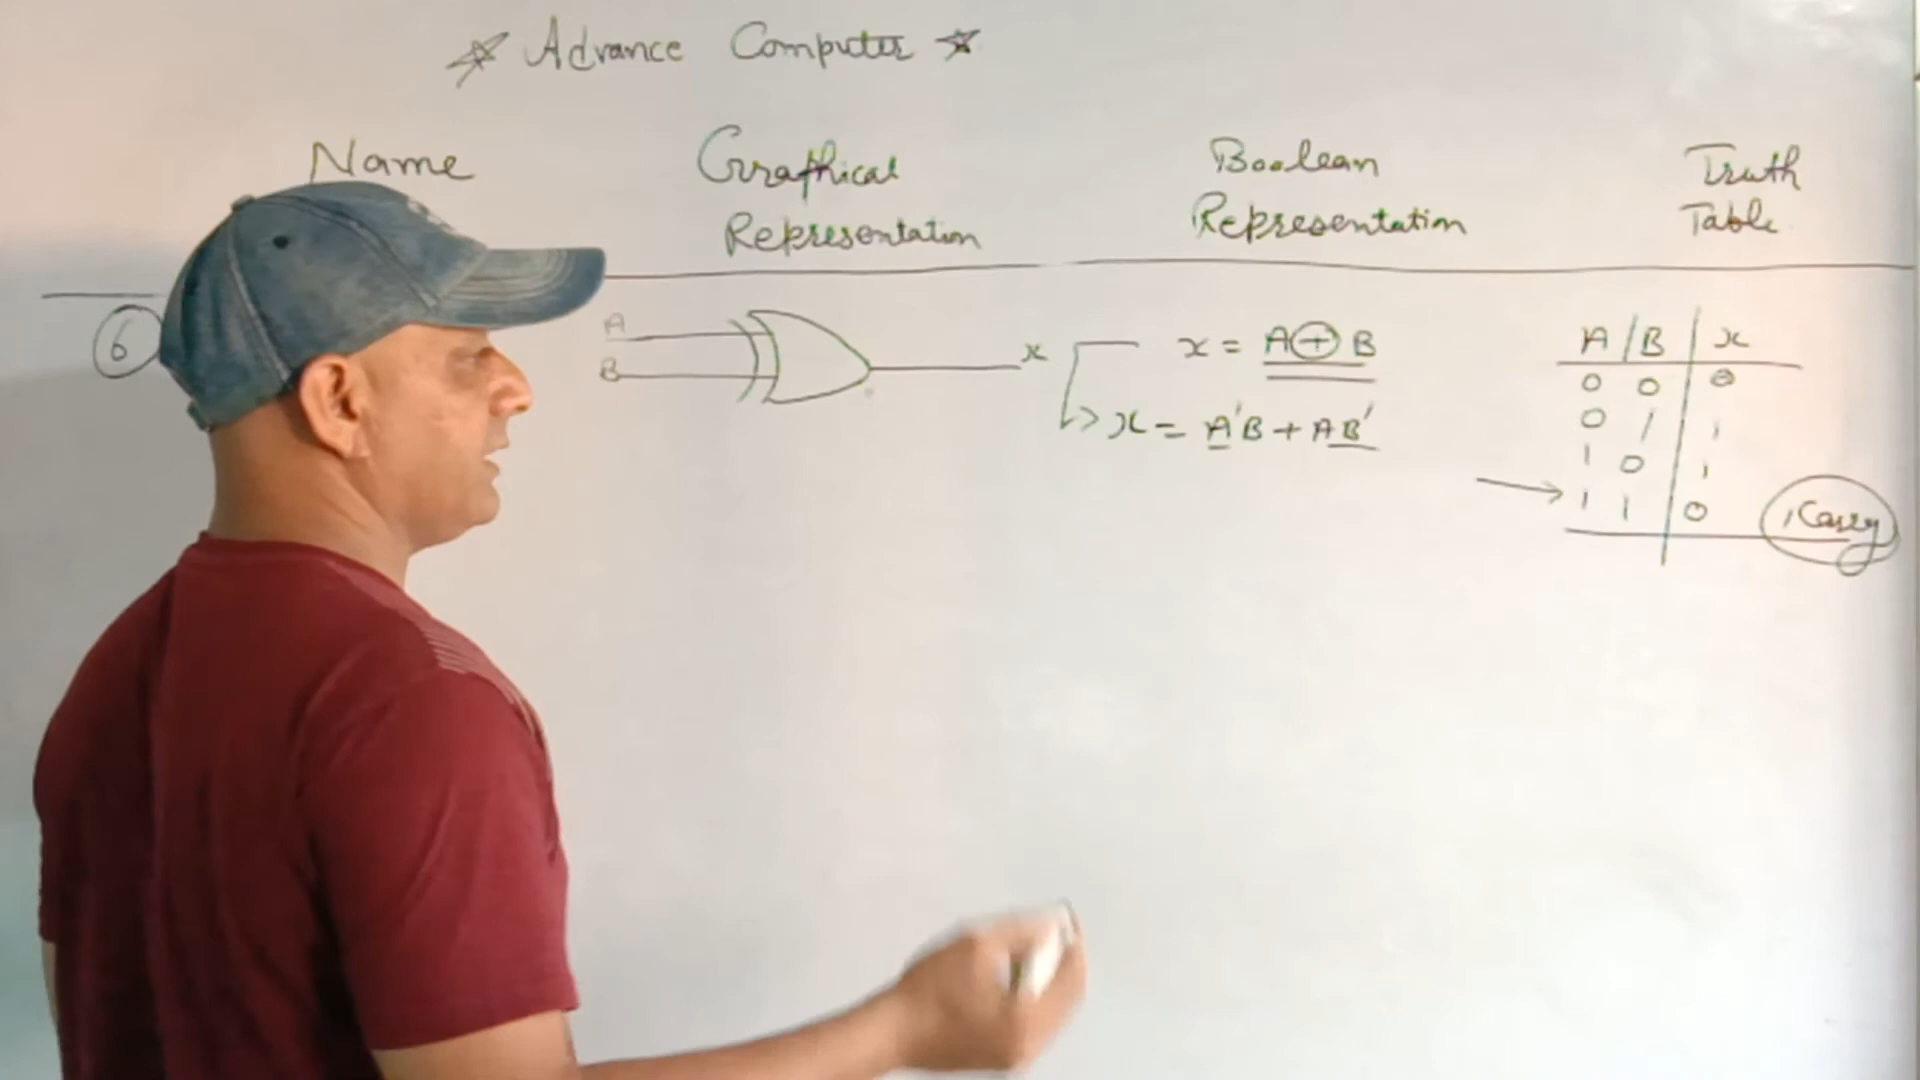 Advance Computer
Name Graphical Representation Boolean Representation Truth Table
6
A
B
x
x = A ⊕ B
x = A'B + AB'
A B x
0 0 0
0 1 1
1 0 1
1 1 0 , Carry